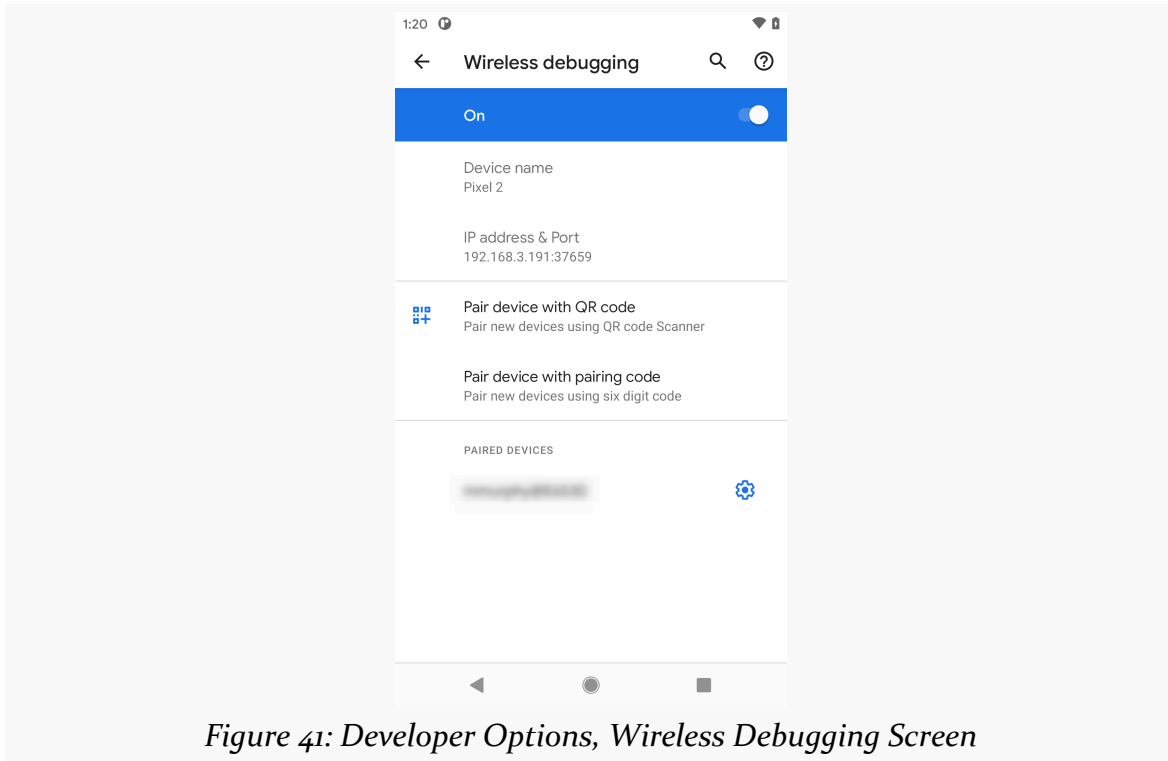 1:20
Wireless debugging
On
Device name
Pixel 2
IP address & Port
192.168.3.191:37659
Pair device with QR code
Pair new devices using QR code Scanner
Pair device with pairing code
Pair new devices using six digit code
PAIRED DEVICES
Figure 41: Developer Options, Wireless Debugging Screen